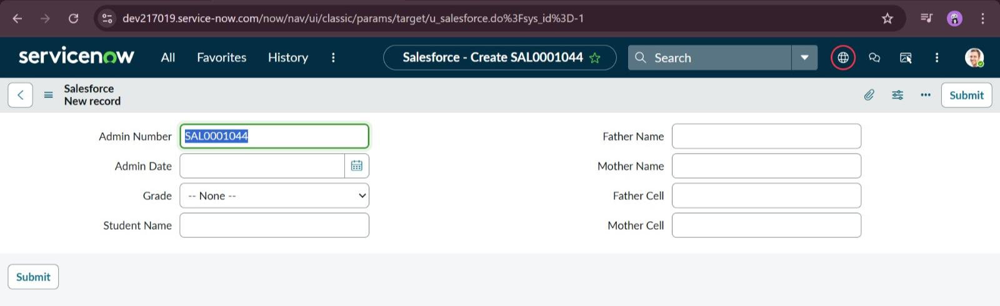 dev217019.service-now.com/now/nav/ui/classic/params/target/u_salesforce.do%3Fsys_id%3D-1
servicenow All Favorites History Salesforce - Create SAL0001044 Search
Salesforce
New record
Submit
Admin Number SAL0001044
Admin Date
Grade -- None --
Student Name
Father Name
Mother Name
Father Cell
Mother Cell
Submit